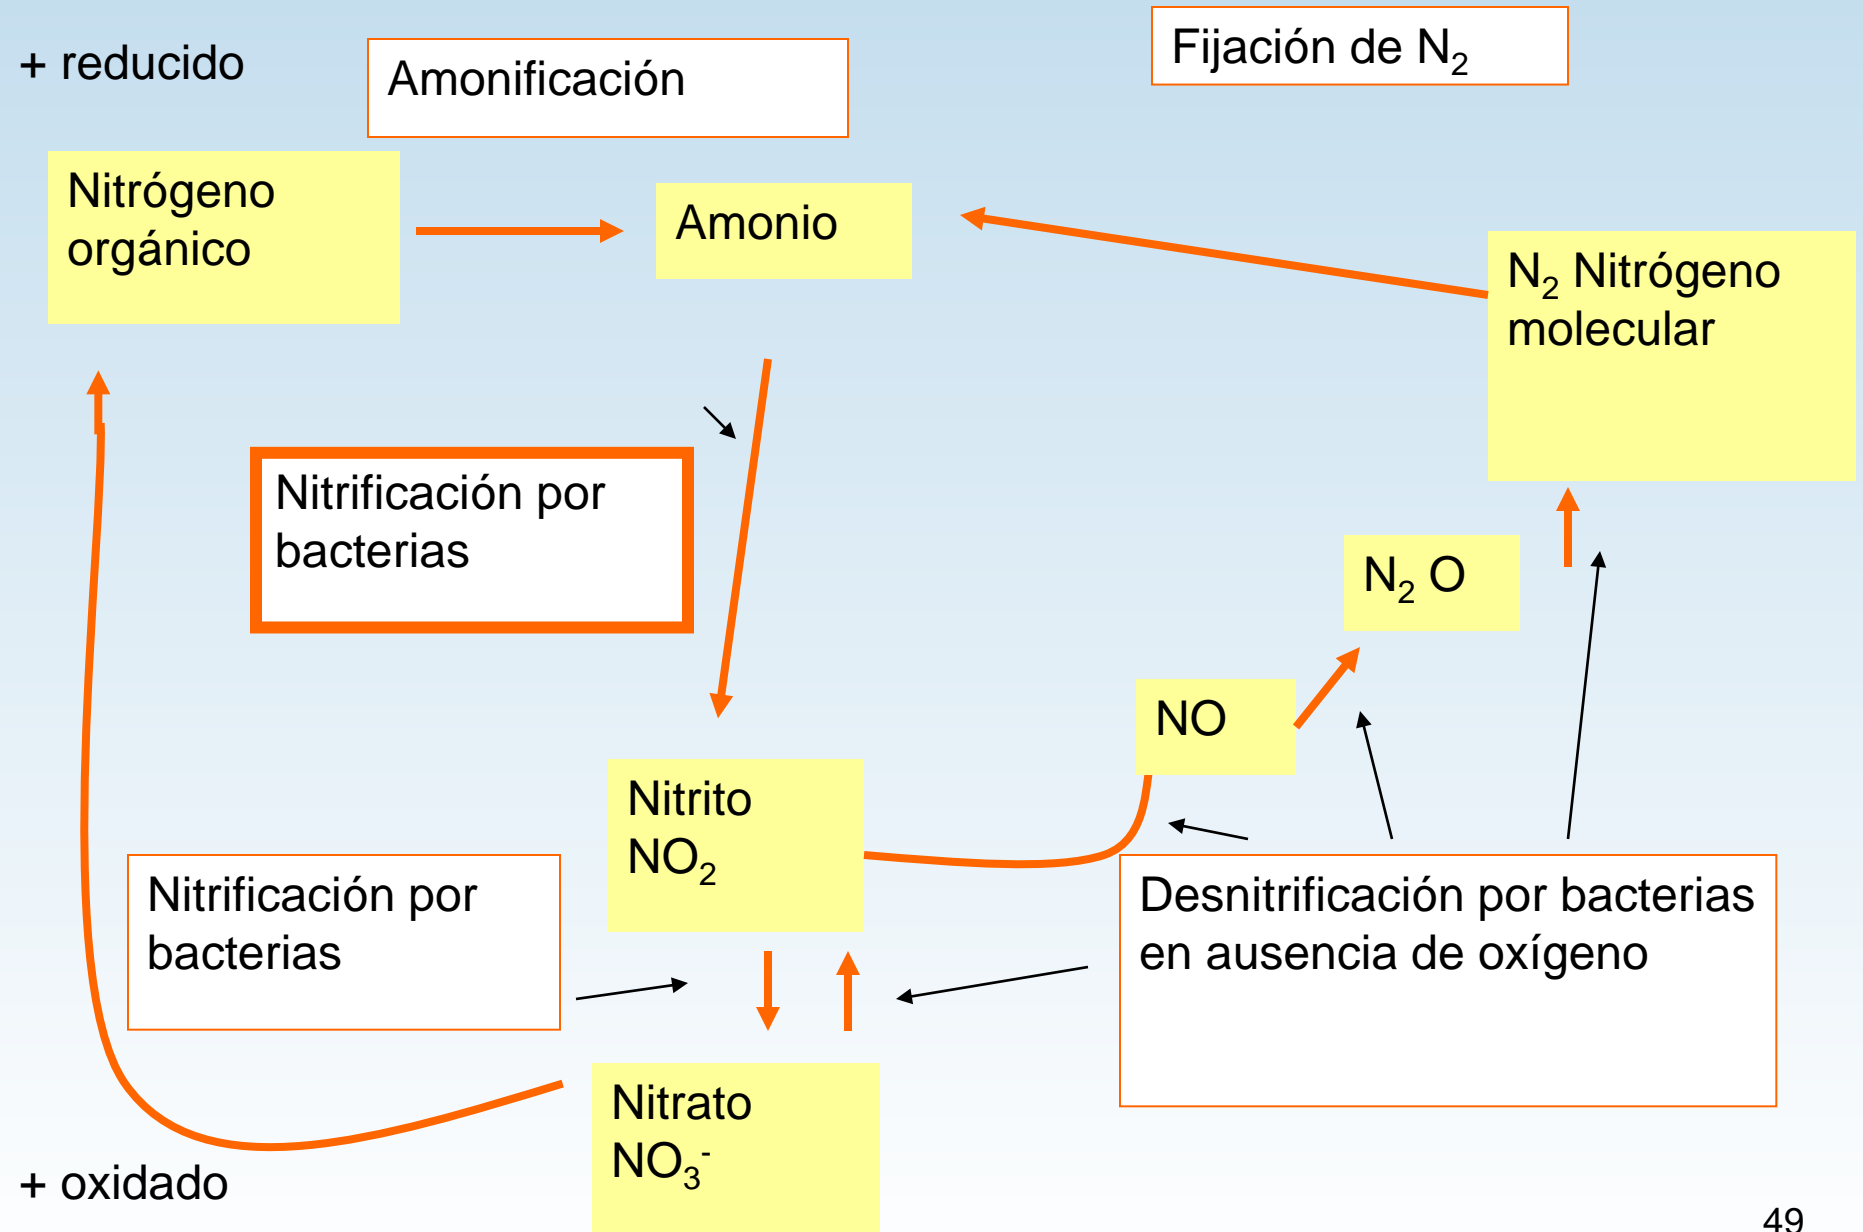 + reducido
Amonificación
Fijación de N₂
Nitrógeno
orgánico
Amonio
N₂ Nitrógeno
molecular
Nitrificación por
bacterias
N₂ O
NO
Nitrito
NO₂
Nitrificación por
bacterias
Desnitrificación por bacterias
en ausencia de oxígeno
Nitrato
NO₃⁻
+ oxidado
49